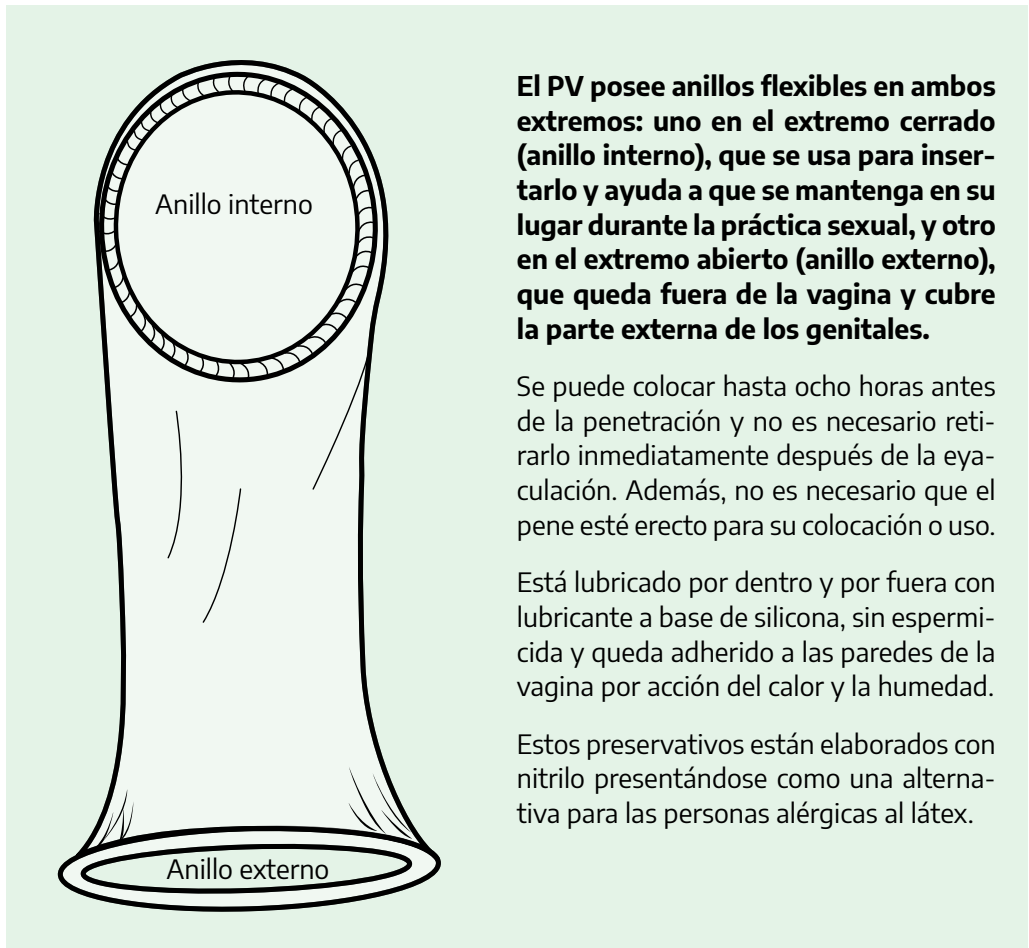 Anillo interno
Anillo externo
El PV posee anillos flexibles en ambos
extremos: uno en el extremo cerrado
(anillo interno), que se usa para inser-
tarlo y ayuda a que se mantenga en su
lugar durante la práctica sexual, y otro
en el extremo abierto (anillo externo),
que queda fuera de la vagina y cubre
la parte externa de los genitales.
Se puede colocar hasta ocho horas antes
de la penetración y no es necesario reti-
rarlo inmediatamente después de la eya-
culación. Además, no es necesario que el
pene esté erecto para su colocación o uso.
Está lubricado por dentro y por fuera con
lubricante a base de silicona, sin espermi-
cida y queda adherido a las paredes de la
vagina por acción del calor y la humedad.
Estos preservativos están elaborados con
nitrilo presentándose como una alterna-
tiva para las personas alérgicas al látex.